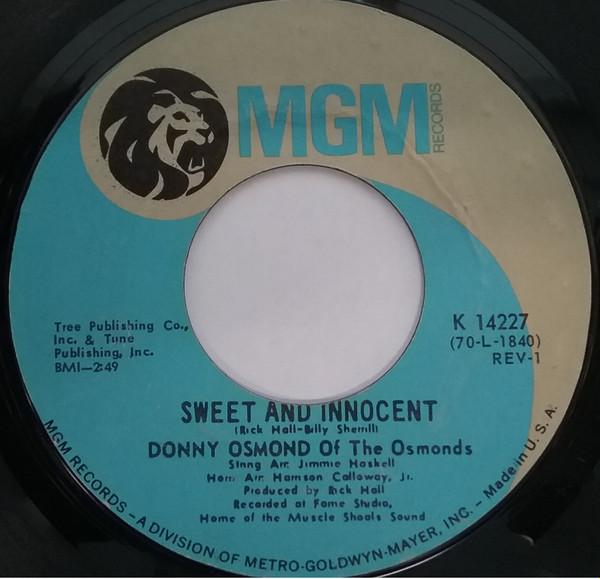 MGM
RECORDS
Tree Publishing Co.,
Inc. & Tune
Publishing, Inc.
BMI—2:49
K 14227
(70-L-1840)
REV-1
SWEET AND INNOCENT
(Rick Hall-Billy Sherrill)
DONNY OSMOND Of The Osmonds
String Arr. Jimmie Haskell
Horn Arr. Harrison Calloway, Jr.
Produced by Rick Hall
Recorded at Fame Studio,
Home of the Muscle Shoals Sound
MGM RECORDS – A DIVISION OF METRO-GOLDWYN-MAYER, INC. – Made in U. S. A.